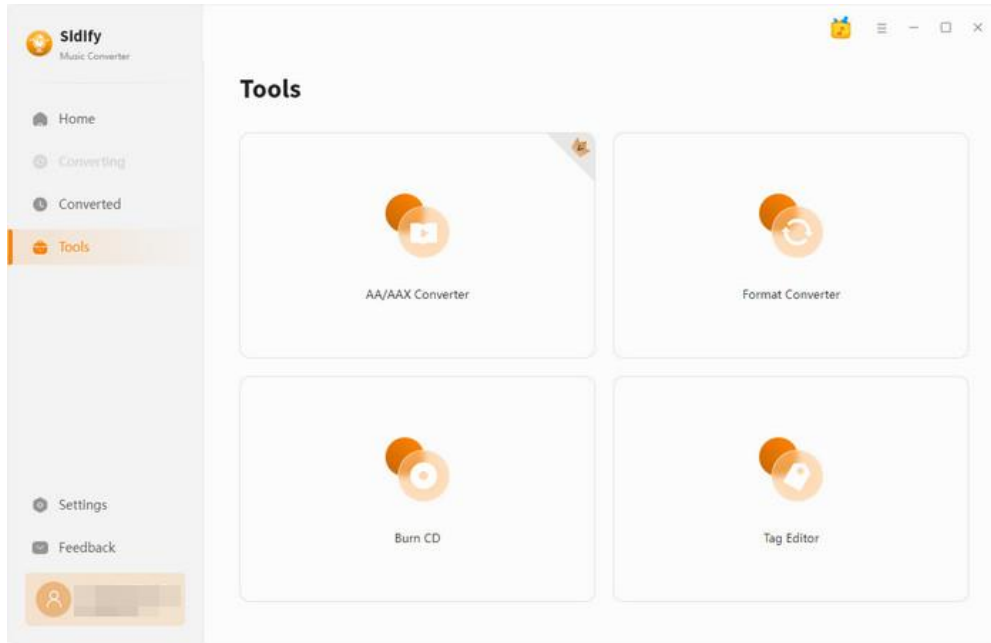 Sidify
Music Converter
Home
Converting
Converted
Tools
Settings
Feedback
Tools
AA/AAX Converter
Format Converter
Burn CD
Tag Editor